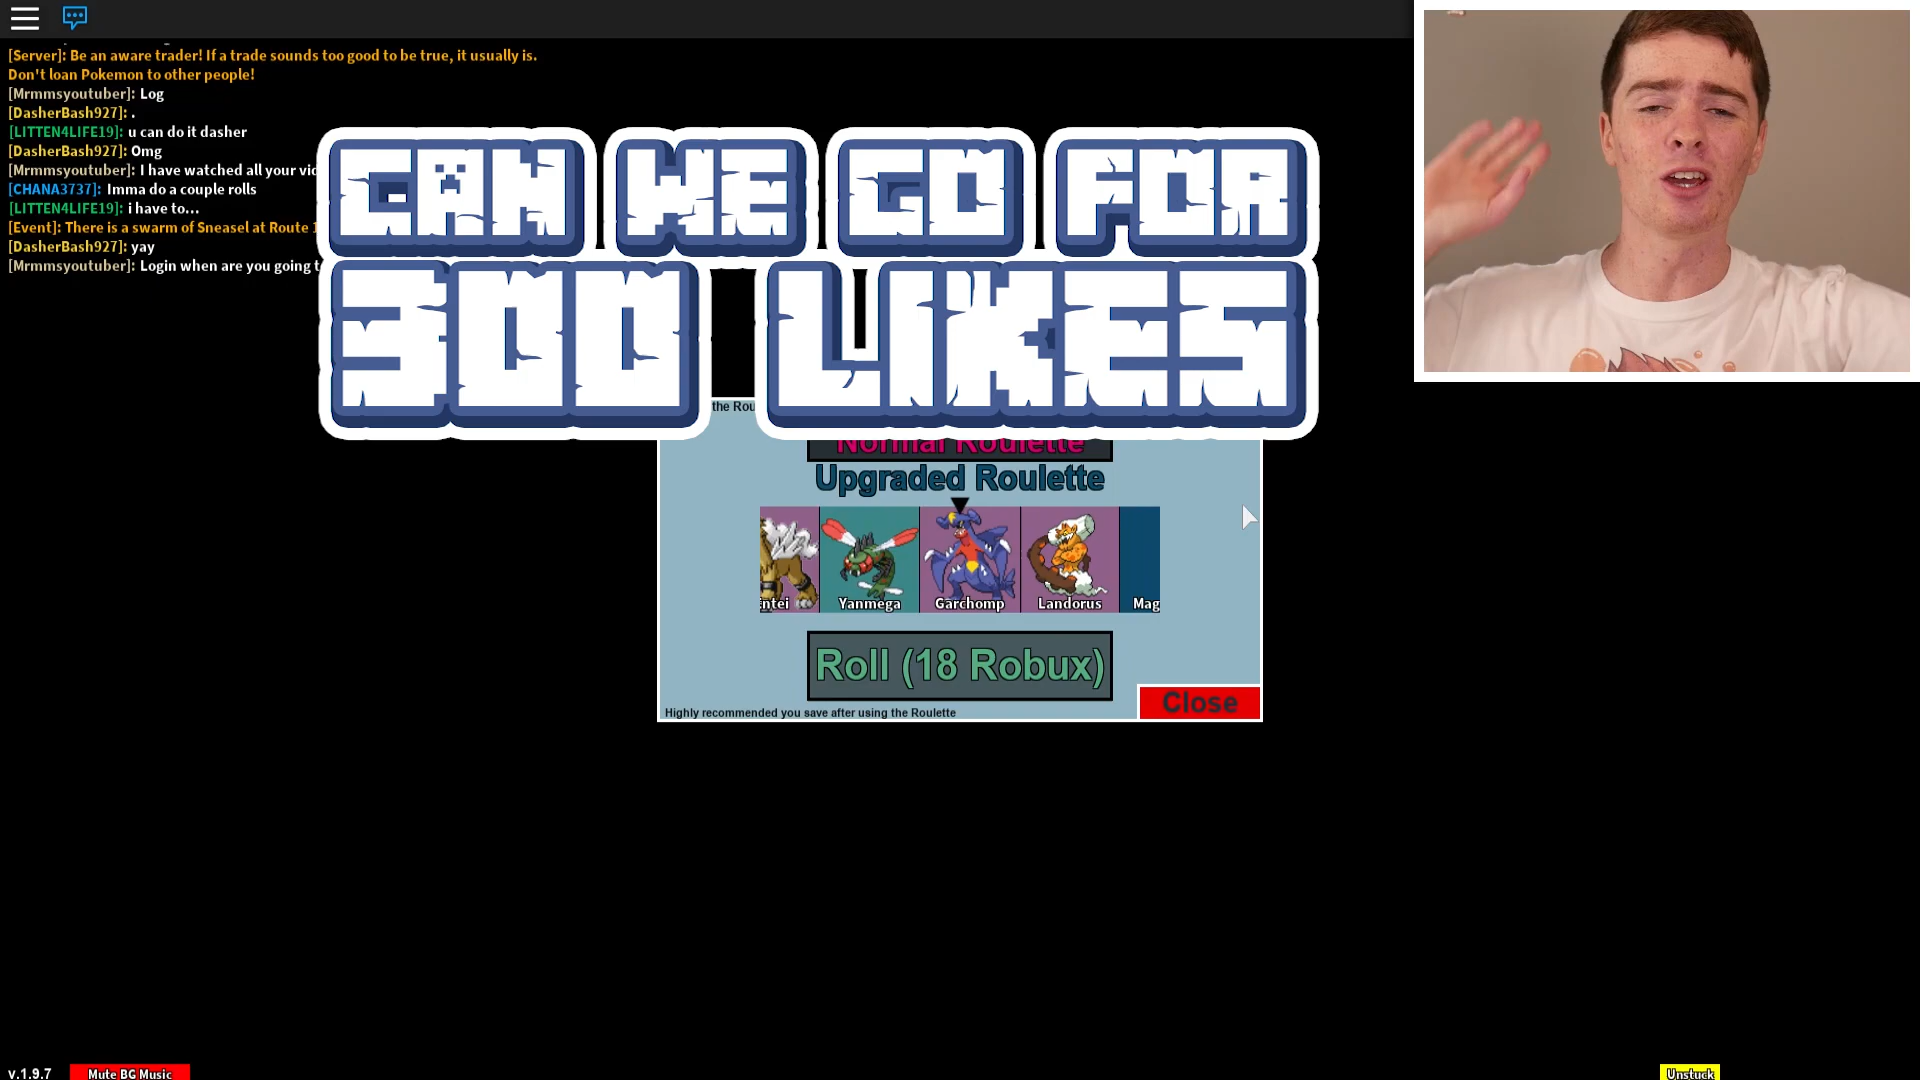 [Server]: Be an aware trader! If a trade sounds too good to be true, it usually is.
Don't loan Pokemon to other people!
[Mrmmsyoutuber]: Log
[DasherBash927]: .
[LITTEN4LIFE19]: u can do it dasher
[DasherBash927]: Omg
[Mrmmsyoutuber]: I have watched all your vid
[CHANA3737]: Imma do a couple rolls
[LITTEN4LIFE19]: i have to...
[Event]: There is a swarm of Sneasel at Route 1
[DasherBash927]: yay
[Mrmmsyoutuber]: Login when are you going t
CAN WE GO FOR
300 LIKES
the Rou
Normal Roulette
Upgraded Roulette
ntei
Yanmega
Garchomp
Landorus
Mag
Roll (18 Robux)
Close
Highly recommended you save after using the Roulette
v.1.9.7
Mute BG Music
Unstuck